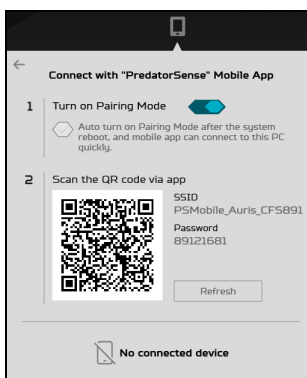 Connect with "PredatorSense" Mobile App
1 Turn on Pairing Mode
Auto turn on Pairing Mode after the system
reboot, and mobile app can connect to this PC
quickly.
2 Scan the QR code via app
SSID
PSMobile_Auris_CFS891
Password
89121681
Refresh
No connected device